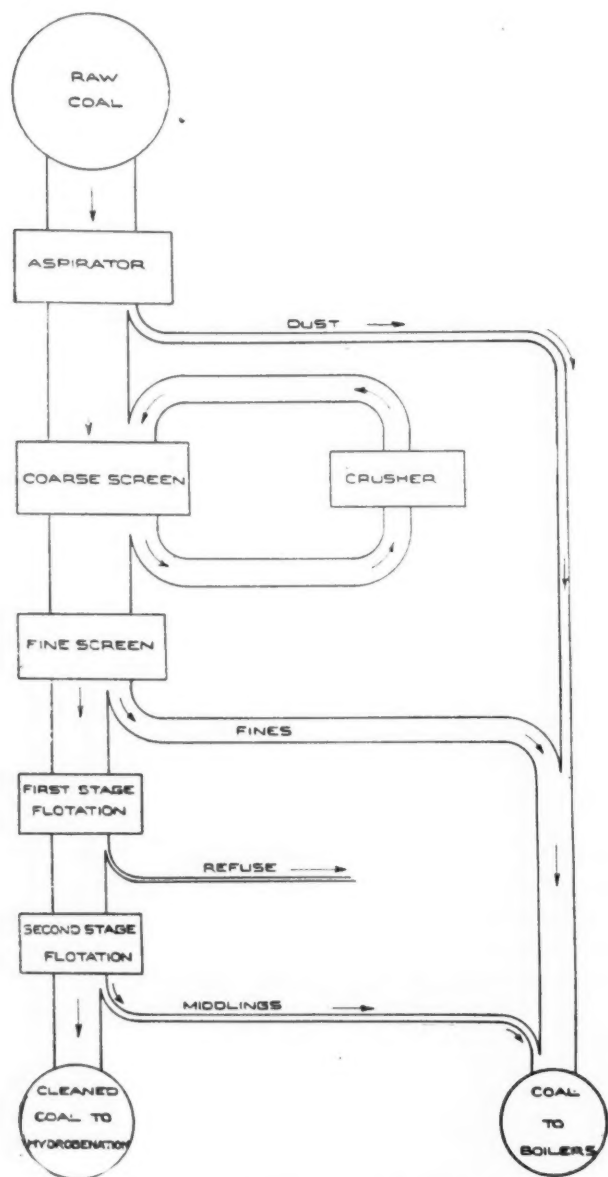 RAW
COAL
ASPIRATOR
DUST
COARSE SCREEN
CRUSHER
FINE SCREEN
FINES
FIRST STAGE
FLOTATION
REFUSE
SECOND STAGE
FLOTATION
MIDDLINGS
CLEANED
COAL TO
HYDROGENATION
COAL
TO
BOILERS